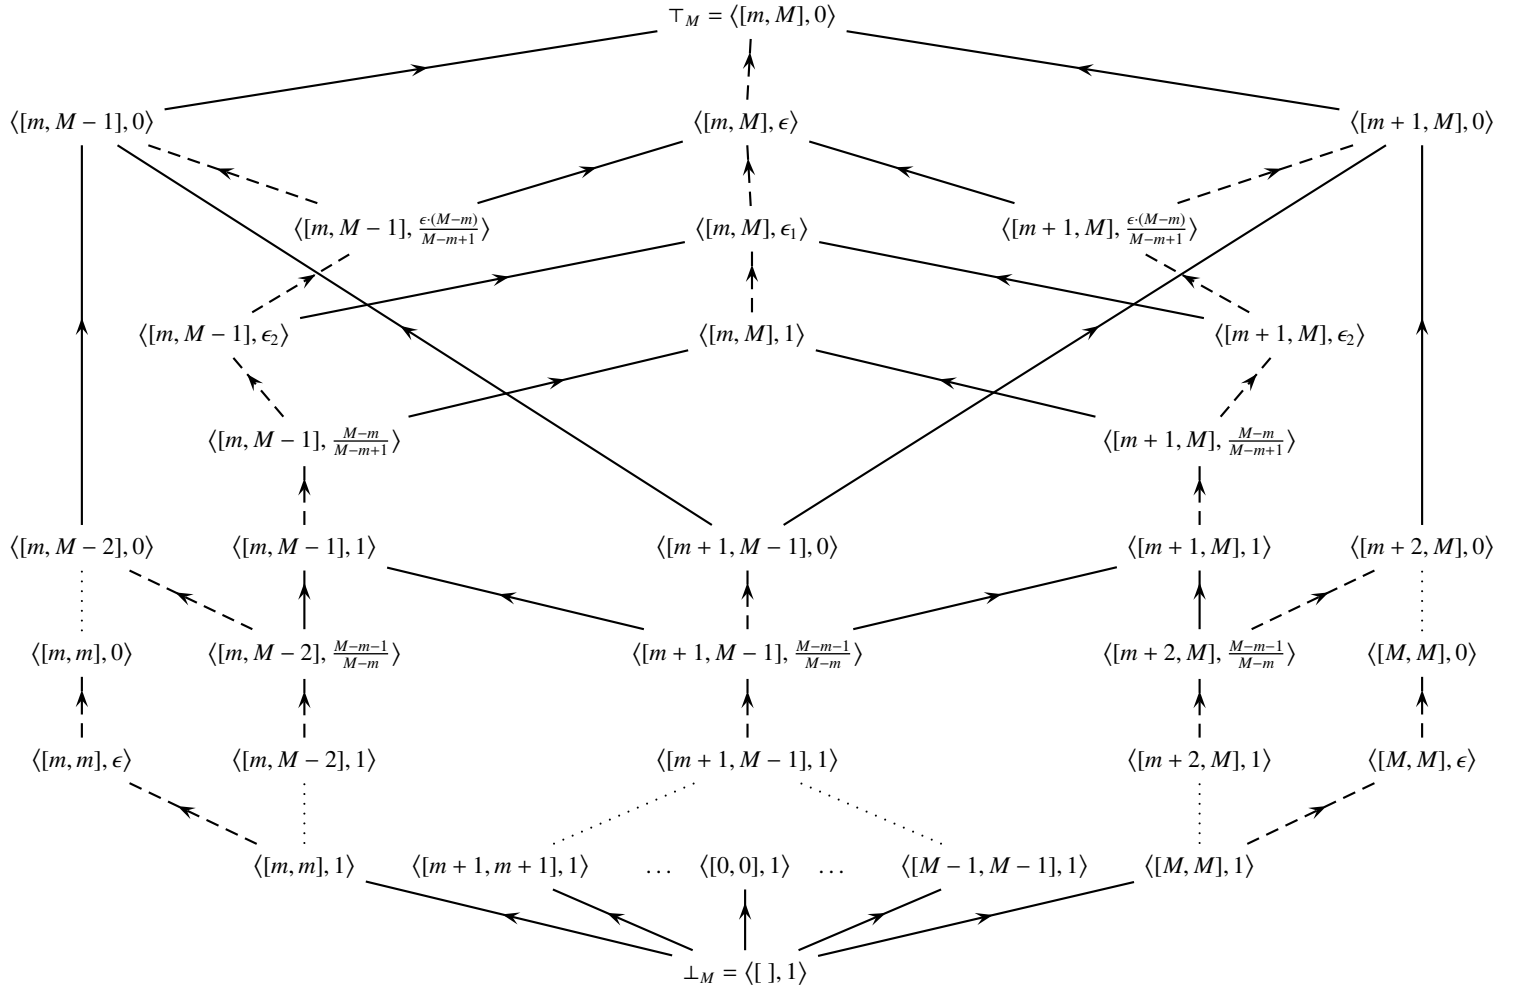 ⊤_M = ⟨[m, M], 0⟩
⟨[m, M − 1], 0⟩ ⟨[m, M], ϵ⟩ ⟨[m + 1, M], 0⟩
⟨[m, M − 1], ϵ·(M−m)/M−m+1⟩ ⟨[m, M], ϵ₁⟩ ⟨[m + 1, M], ϵ·(M−m)/M−m+1⟩
⟨[m, M − 1], ϵ₂⟩ ⟨[m, M], 1⟩ ⟨[m + 1, M], ϵ₂⟩
⟨[m, M − 1], M−m/M−m+1⟩ ⟨[m + 1, M], M−m/M−m+1⟩
⟨[m, M − 2], 0⟩ ⟨[m, M − 1], 1⟩ ⟨[m + 1, M − 1], 0⟩ ⟨[m + 1, M], 1⟩ ⟨[m + 2, M], 0⟩
⟨[m, m], 0⟩ ⟨[m, M − 2], M−m−1/M−m⟩ ⟨[m + 1, M − 1], M−m−1/M−m⟩ ⟨[m + 2, M], M−m−1/M−m⟩ ⟨[M, M], 0⟩
⟨[m, m], ϵ⟩ ⟨[m, M − 2], 1⟩ ⟨[m + 1, M − 1], 1⟩ ⟨[m + 2, M], 1⟩ ⟨[M, M], ϵ⟩
⟨[m, m], 1⟩ ⟨[m + 1, m + 1], 1⟩ ... ⟨[0, 0], 1⟩ ... ⟨[M − 1, M − 1], 1⟩ ⟨[M, M], 1⟩
⊥_M = ⟨[ ], 1⟩